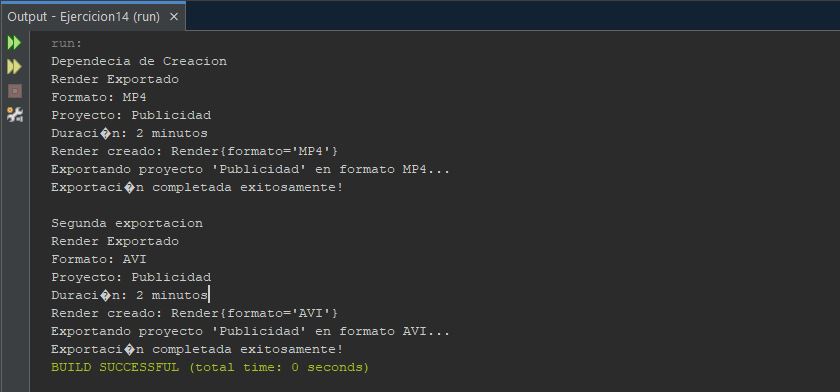 Output - Ejercicion14 (run) ×
run:
Dependecia de Creacion
Render Exportado
Formato: MP4
Proyecto: Publicidad
Duraci�n: 2 minutos
Render creado: Render{formato='MP4'}
Exportando proyecto 'Publicidad' en formato MP4...
Exportaci�n completada exitosamente!

Segunda exportacion
Render Exportado
Formato: AVI
Proyecto: Publicidad
Duraci�n: 2 minutos
Render creado: Render{formato='AVI'}
Exportando proyecto 'Publicidad' en formato AVI...
Exportaci�n completada exitosamente!
BUILD SUCCESSFUL (total time: 0 seconds)